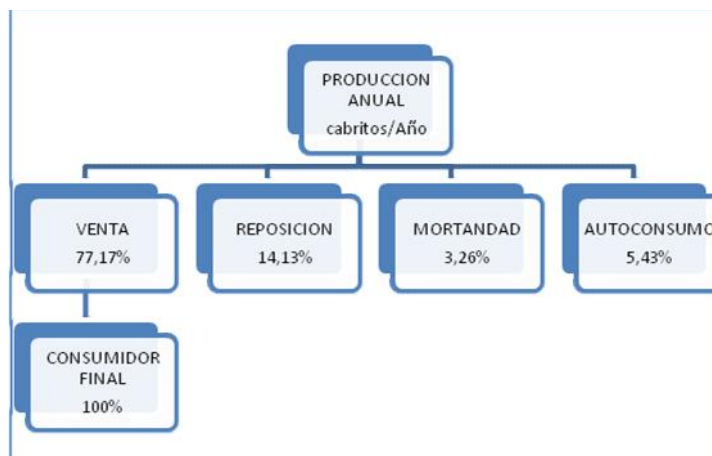 PRODUCCION
ANUAL
cabritos/Año
VENTA
77,17%
REPOSICION
14,13%
MORTANDAD
3,26%
AUTOCONSUMO
5,43%
CONSUMIDOR
FINAL
100%